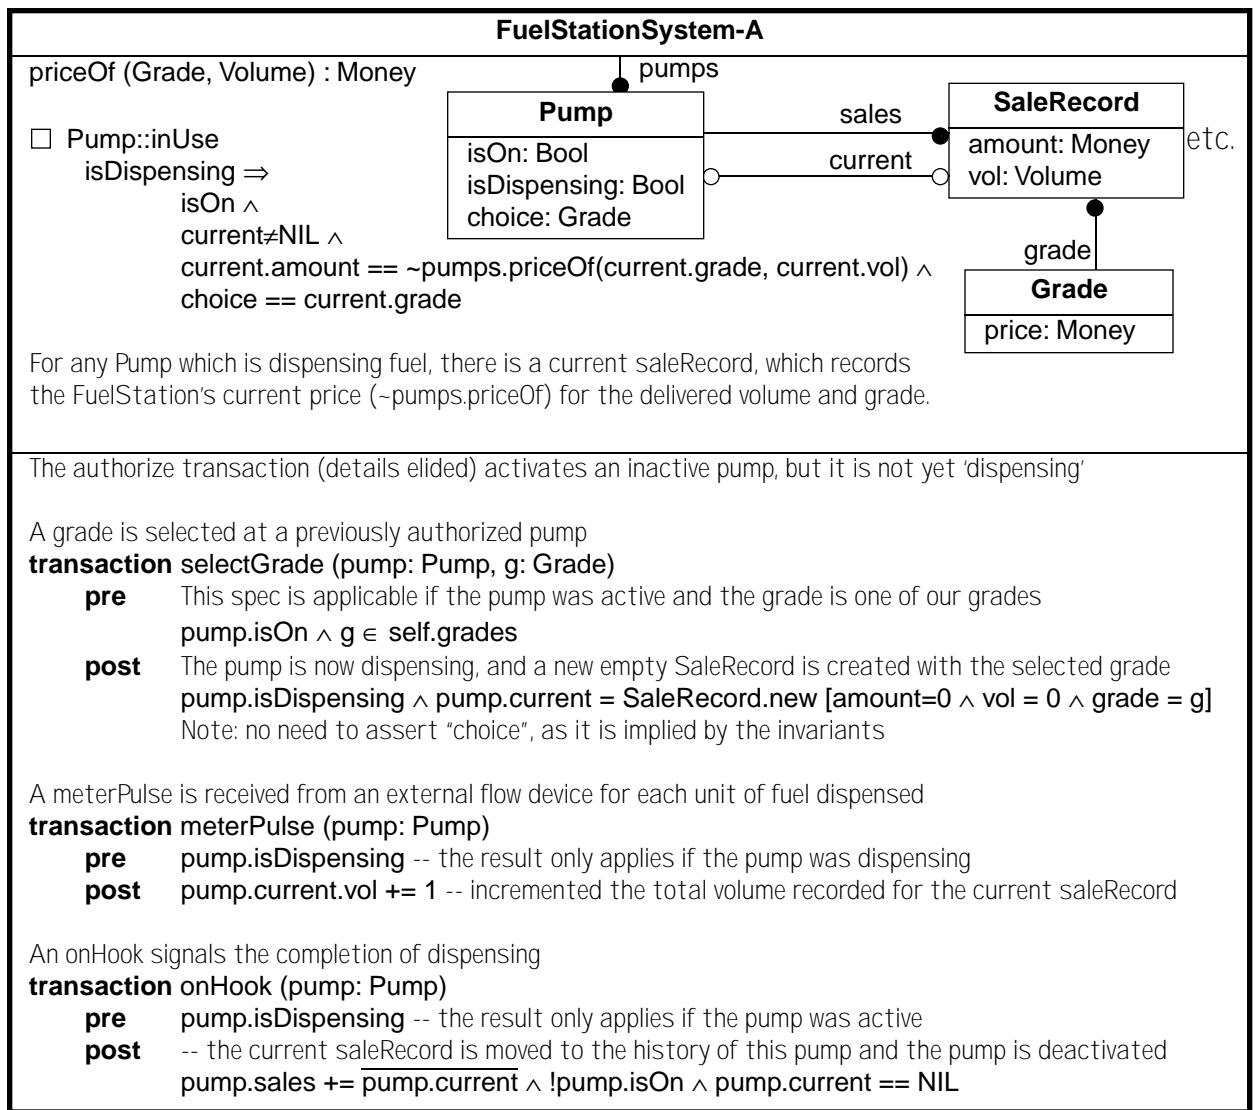 FuelStationSystem-A
priceOf (Grade, Volume) : Money
pumps
Pump
isOn: Bool
isDispensing: Bool
choice: Grade
sales
current
SaleRecord
amount: Money
vol: Volume
etc.
grade
Grade
price: Money
☐ Pump::inUse
isDispensing ⇒
isOn ∧
current≠NIL ∧
current.amount == ~pumps.priceOf(current.grade, current.vol) ∧
choice == current.grade
For any Pump which is dispensing fuel, there is a current saleRecord, which records
the FuelStation's current price (~pumps.priceOf) for the delivered volume and grade.
The authorize transaction (details elided) activates an inactive pump, but it is not yet 'dispensing'
A grade is selected at a previously authorized pump
transaction selectGrade (pump: Pump, g: Grade)
pre This spec is applicable if the pump was active and the grade is one of our grades
pump.isOn ∧ g ∈ self.grades
post The pump is now dispensing, and a new empty SaleRecord is created with the selected grade
pump.isDispensing ∧ pump.current = SaleRecord.new [amount=0 ∧ vol = 0 ∧ grade = g]
Note: no need to assert "choice", as it is implied by the invariants
A meterPulse is received from an external flow device for each unit of fuel dispensed
transaction meterPulse (pump: Pump)
pre pump.isDispensing -- the result only applies if the pump was dispensing
post pump.current.vol += 1 -- incremented the total volume recorded for the current saleRecord
An onHook signals the completion of dispensing
transaction onHook (pump: Pump)
pre pump.isDispensing -- the result only applies if the pump was active
post -- the current saleRecord is moved to the history of this pump and the pump is deactivated
pump.sales += pump.current ∧ !pump.isOn ∧ pump.current == NIL